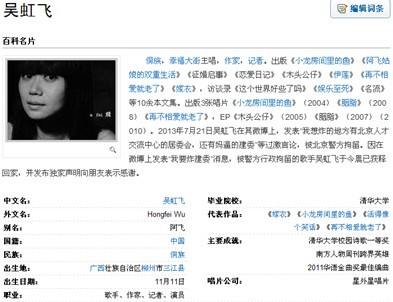 吴虹飞
编辑词条
百科名片
侗族，幸福大街主唱，作家，记者。出版《小龙房间里的鱼》《阿飞姑
娘的双重生活》《征婚启事》《恋爱日记》《木头公仔》《伊莲》《再不相
爱就老了》《嫁衣》，访谈录《这个世界好些了吗》《娱乐至死》《名流》
等10余本文集。出版3张唱片《小龙房间里的鱼》（2004）《胭脂》（200
8）《再不相爱就老了》，EP《木头公仔》（2005）《胭脂》（2007）（2
010）。2013年7月21日吴虹飞在其微博上，发表“我想炸的地方有北京人才
交流中心的居委会，还有妈逼的建委”等过激言论，被北京警方拘留。因在
微博上发表“我要炸建委”消息，被警方行政拘留的歌手吴虹飞于今晨已获释
回家，并发布独家声明向朋友表示感谢。
中文名： 吴虹飞
外文名： Hongfei Wu
别名： 阿飞
国籍： 中国
民族： 侗族
出生地： 广西壮族自治区柳州市三江县
出生日期： 11月11日
职业： 歌手、作家、记者、演员
毕业院校： 清华大学
代表作品： 《嫁衣》《小龙房间里的鱼》《活得像
个笑话》《再不相爱就老了》
主要成就： 清华大学校园诗歌一等奖
南方人物周刊跨界英雄
2011华语金曲奖最佳编曲
唱片公司： 星外星唱片